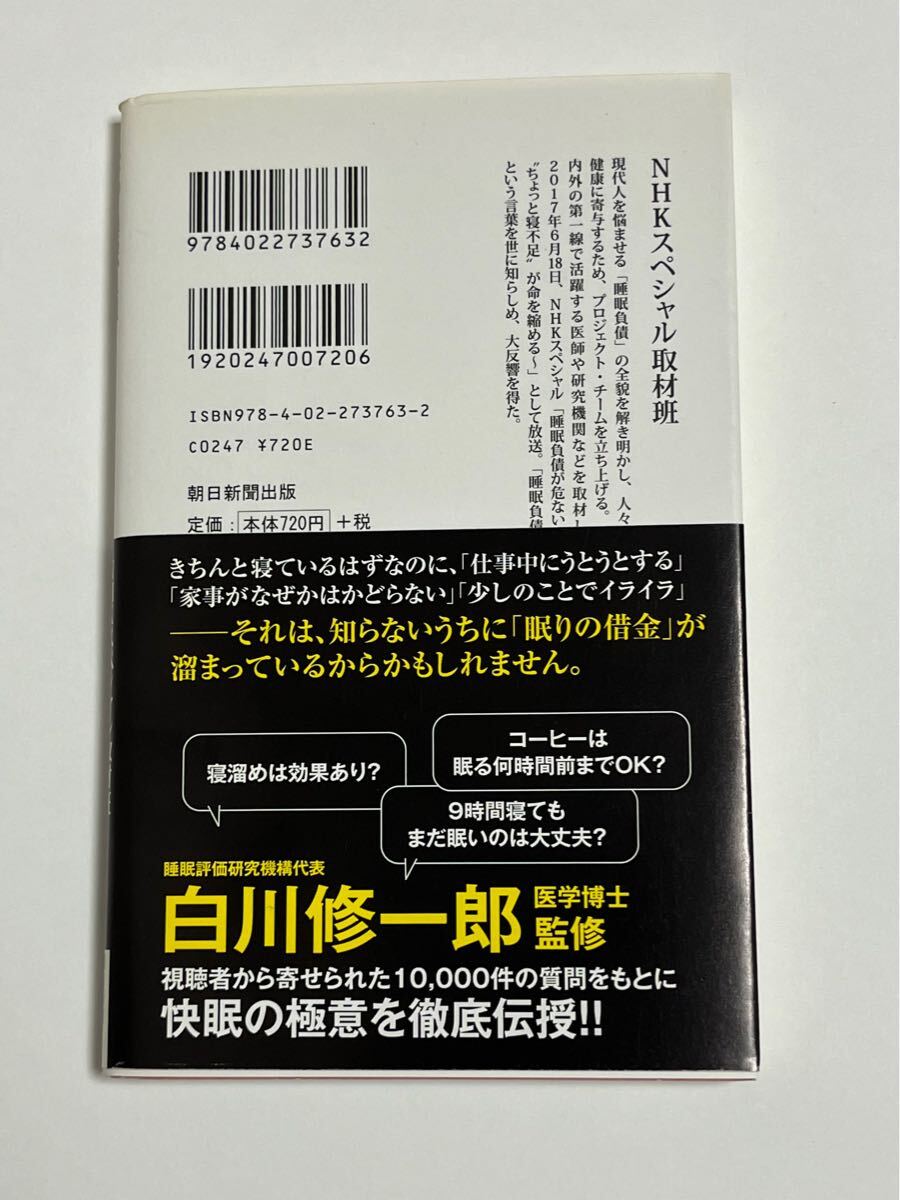 NHKスペシャル取材班
現代人を悩ませる「睡眠負債」の全貌を解き明かし、人々
健康に寄与するため、プロジェクト・チームを立ち上げる。
内外の第一線で活躍する医師や研究機関などを取材し
2017年6月18日、NHKスペシャル「睡眠負債が危ない
"ちょっと寝不足"が命を縮める〜」として放送。「睡眠負債
という言葉を世に知らしめ、大反響を得た。
9784022737632
1920247007206
ISBN978-4-02-273763-2
C0247 ¥720E
朝日新聞出版
定価:本体720円+税
きちんと寝ているはずなのに、「仕事中にうとうとする」
「家事がなぜかはかどらない」「少しのことでイライラ」
――それは、知らないうちに「眠りの借金」が
溜まっているからかもしれません。
寝溜めは効果あり?
コーヒーは
眠る何時間前までOK?
9時間寝ても
まだ眠いのは大丈夫?
睡眠評価研究機構代表
白川修一郎 医学博士 監修
視聴者から寄せられた10,000件の質問をもとに
快眠の極意を徹底伝授!!